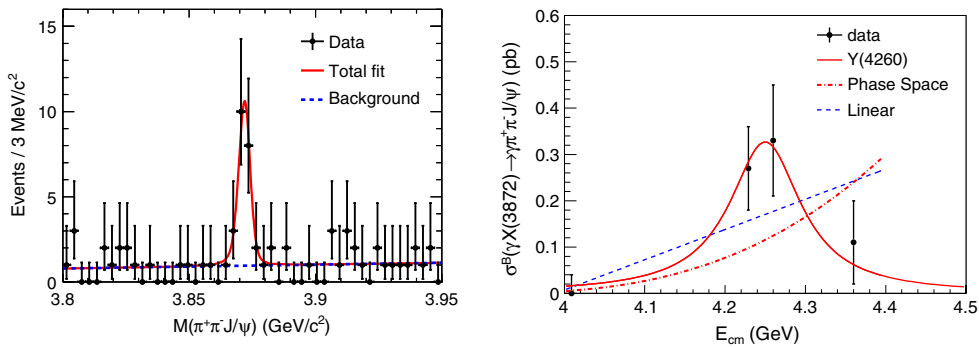 Events / 3 MeV/c²
15
10
5
0
Data
Total fit
Background
3.8
3.85
3.9
3.95
M(π⁺π⁻J/ψ) (GeV/c²)
σᴮ(γX(3872)→γπ⁺π⁻J/ψ) (pb)
0.6
0.5
0.4
0.3
0.2
0.1
0
data
Y(4260)
Phase Space
Linear
4
4.1
4.2
4.3
4.4
4.5
E_cm (GeV)